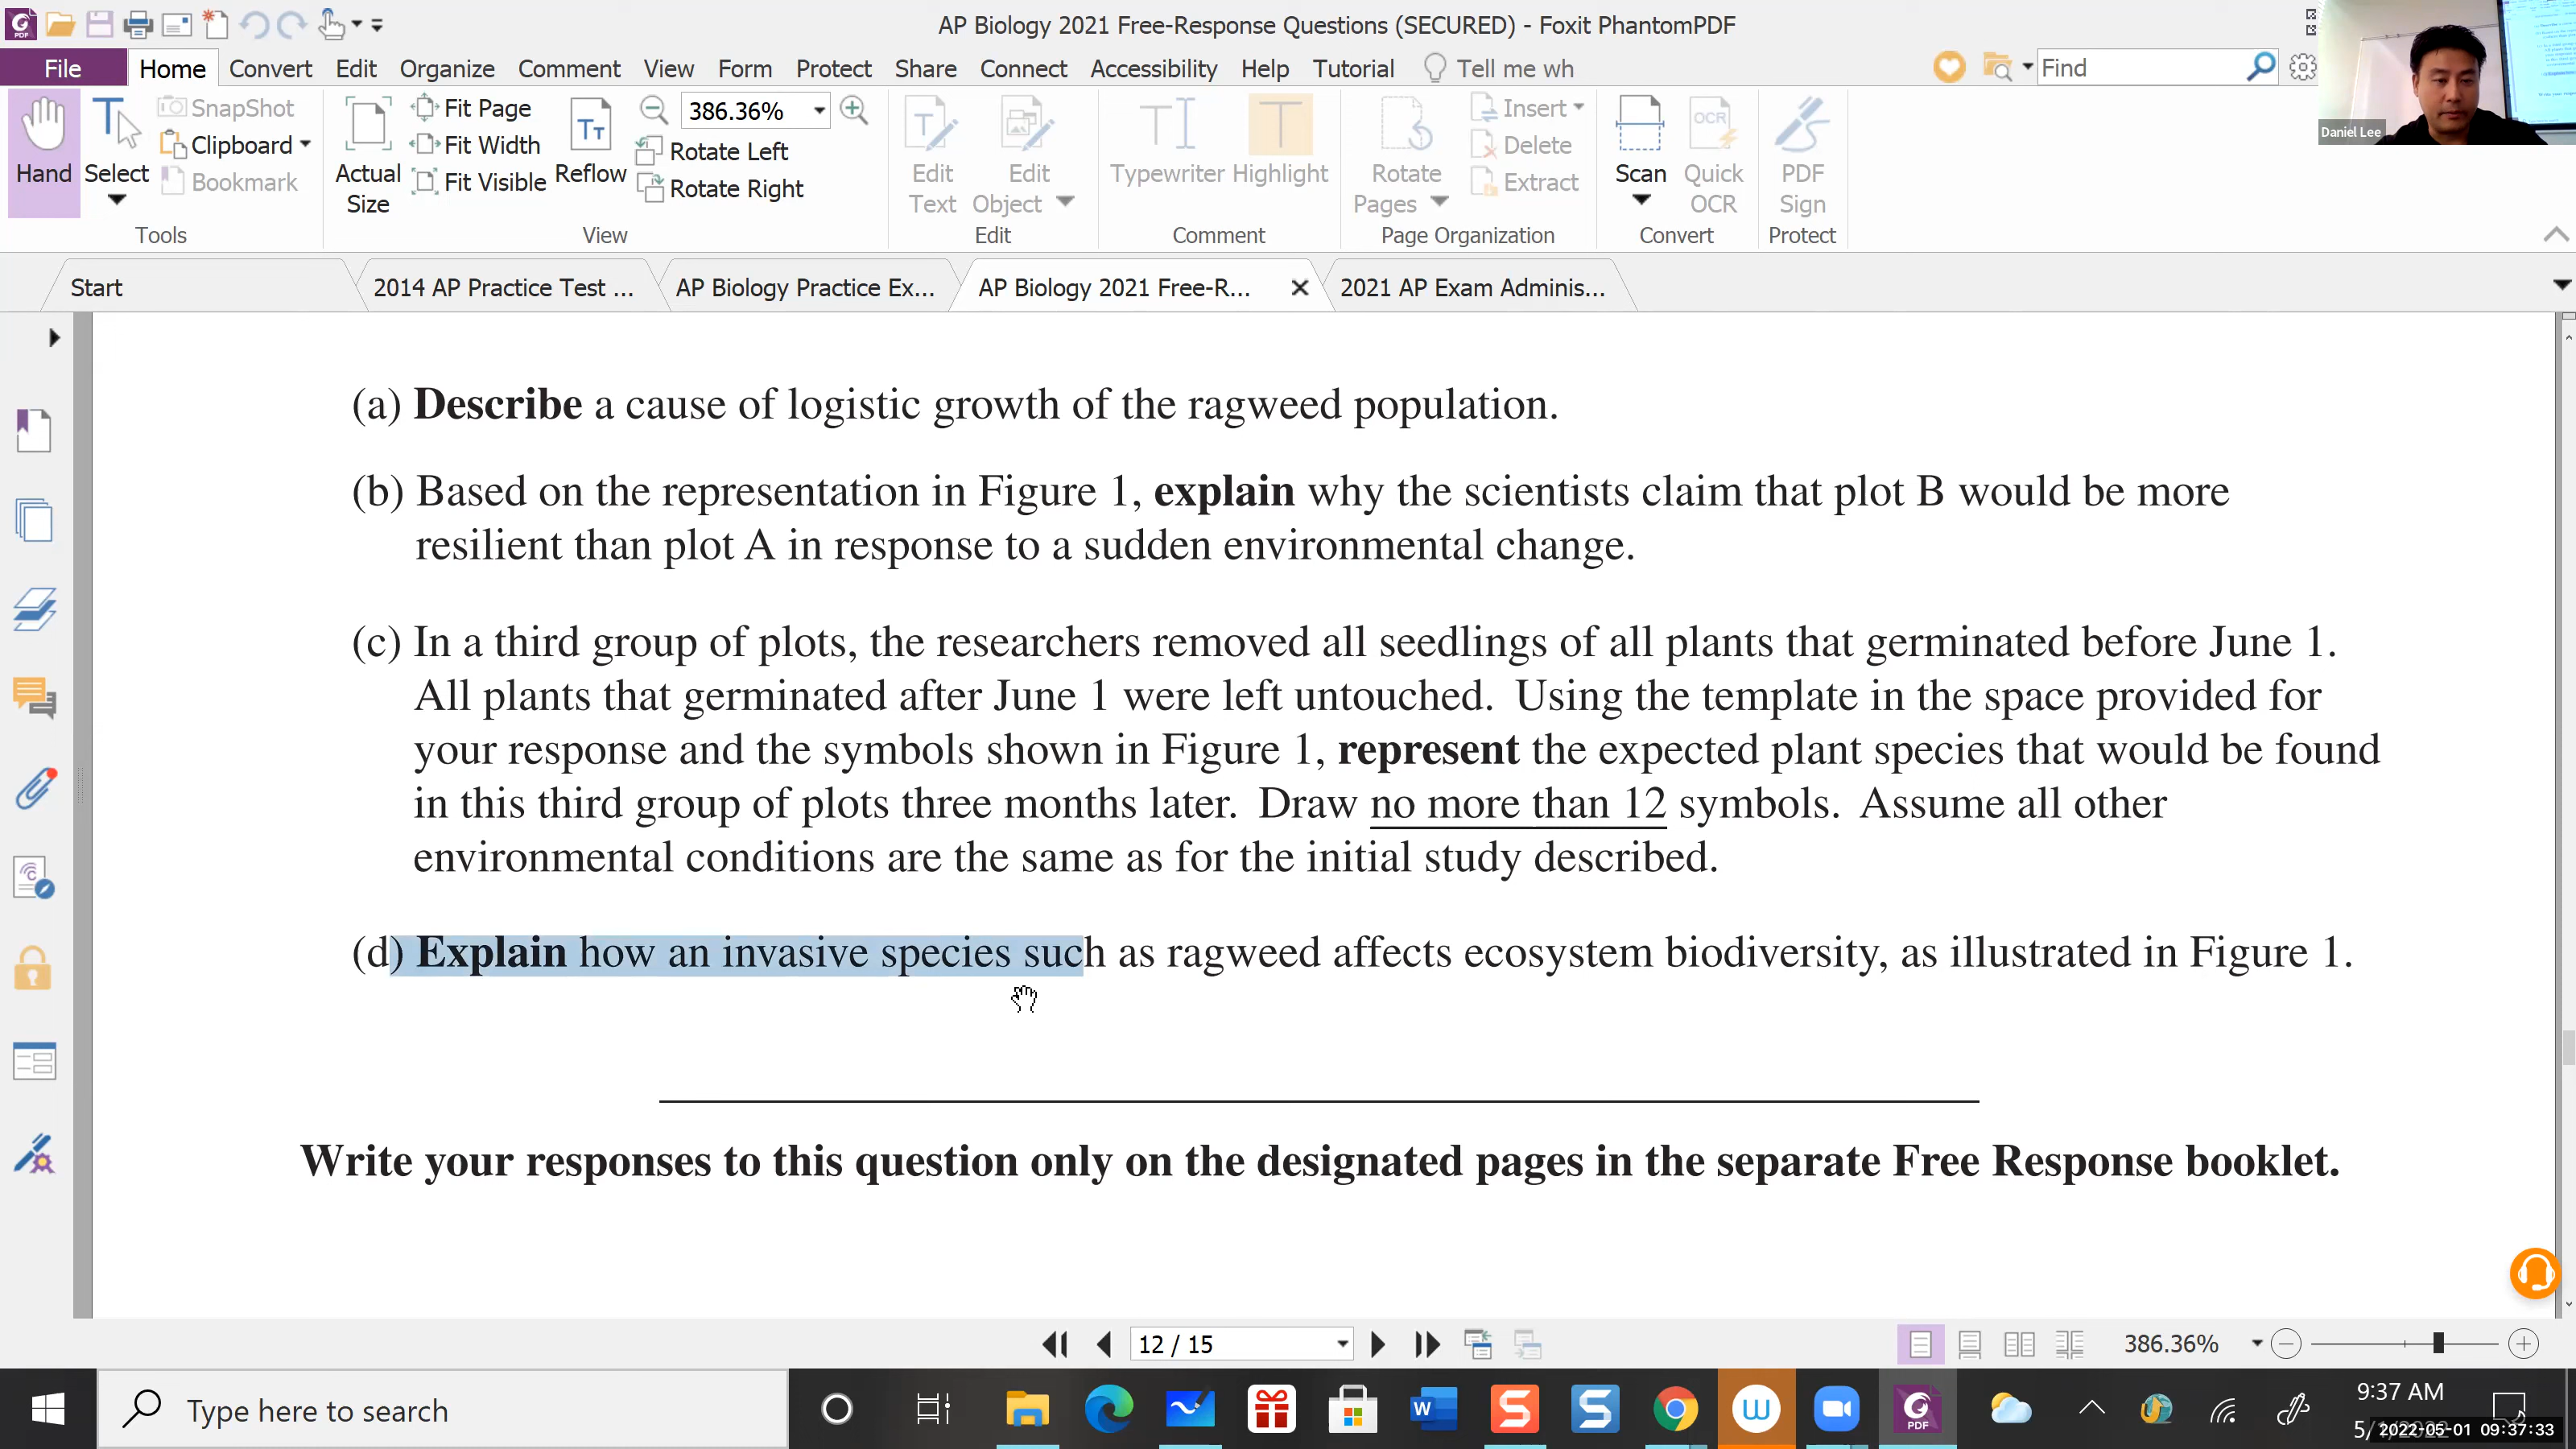 AP Biology 2021 Free-Response Questions (SECURED) - Foxit PhantomPDF
File Home Convert Edit Organize Comment View Form Protect Share Connect Accessibility Help Tutorial Tell me wh Find
Daniel Lee
Hand
Select
SnapShot
Clipboard
Bookmark
Tools
Actual
Size
Fit Page
Fit Width
Fit Visible
Reflow
386.36%
Rotate Left
Rotate Right
View
Edit
Text
Edit
Object
Edit
Typewriter
Highlight
Comment
Rotate
Pages
Insert
Delete
Extract
Page Organization
Scan
Quick
OCR
Convert
PDF
Sign
Protect
Start
2014 AP Practice Test ...
AP Biology Practice Ex...
AP Biology 2021 Free-R...
2021 AP Exam Adminis...
(a) Describe a cause of logistic growth of the ragweed population.
(b) Based on the representation in Figure 1, explain why the scientists claim that plot B would be more
resilient than plot A in response to a sudden environmental change.
(c) In a third group of plots, the researchers removed all seedlings of all plants that germinated before June 1.
All plants that germinated after June 1 were left untouched. Using the template in the space provided for
your response and the symbols shown in Figure 1, represent the expected plant species that would be found
in this third group of plots three months later. Draw no more than 12 symbols. Assume all other
environmental conditions are the same as for the initial study described.
(d) Explain how an invasive species such as ragweed affects ecosystem biodiversity, as illustrated in Figure 1.
Write your responses to this question only on the designated pages in the separate Free Response booklet.
12 / 15
386.36%
Type here to search
9:37 AM
2022-05-01 09:37:33